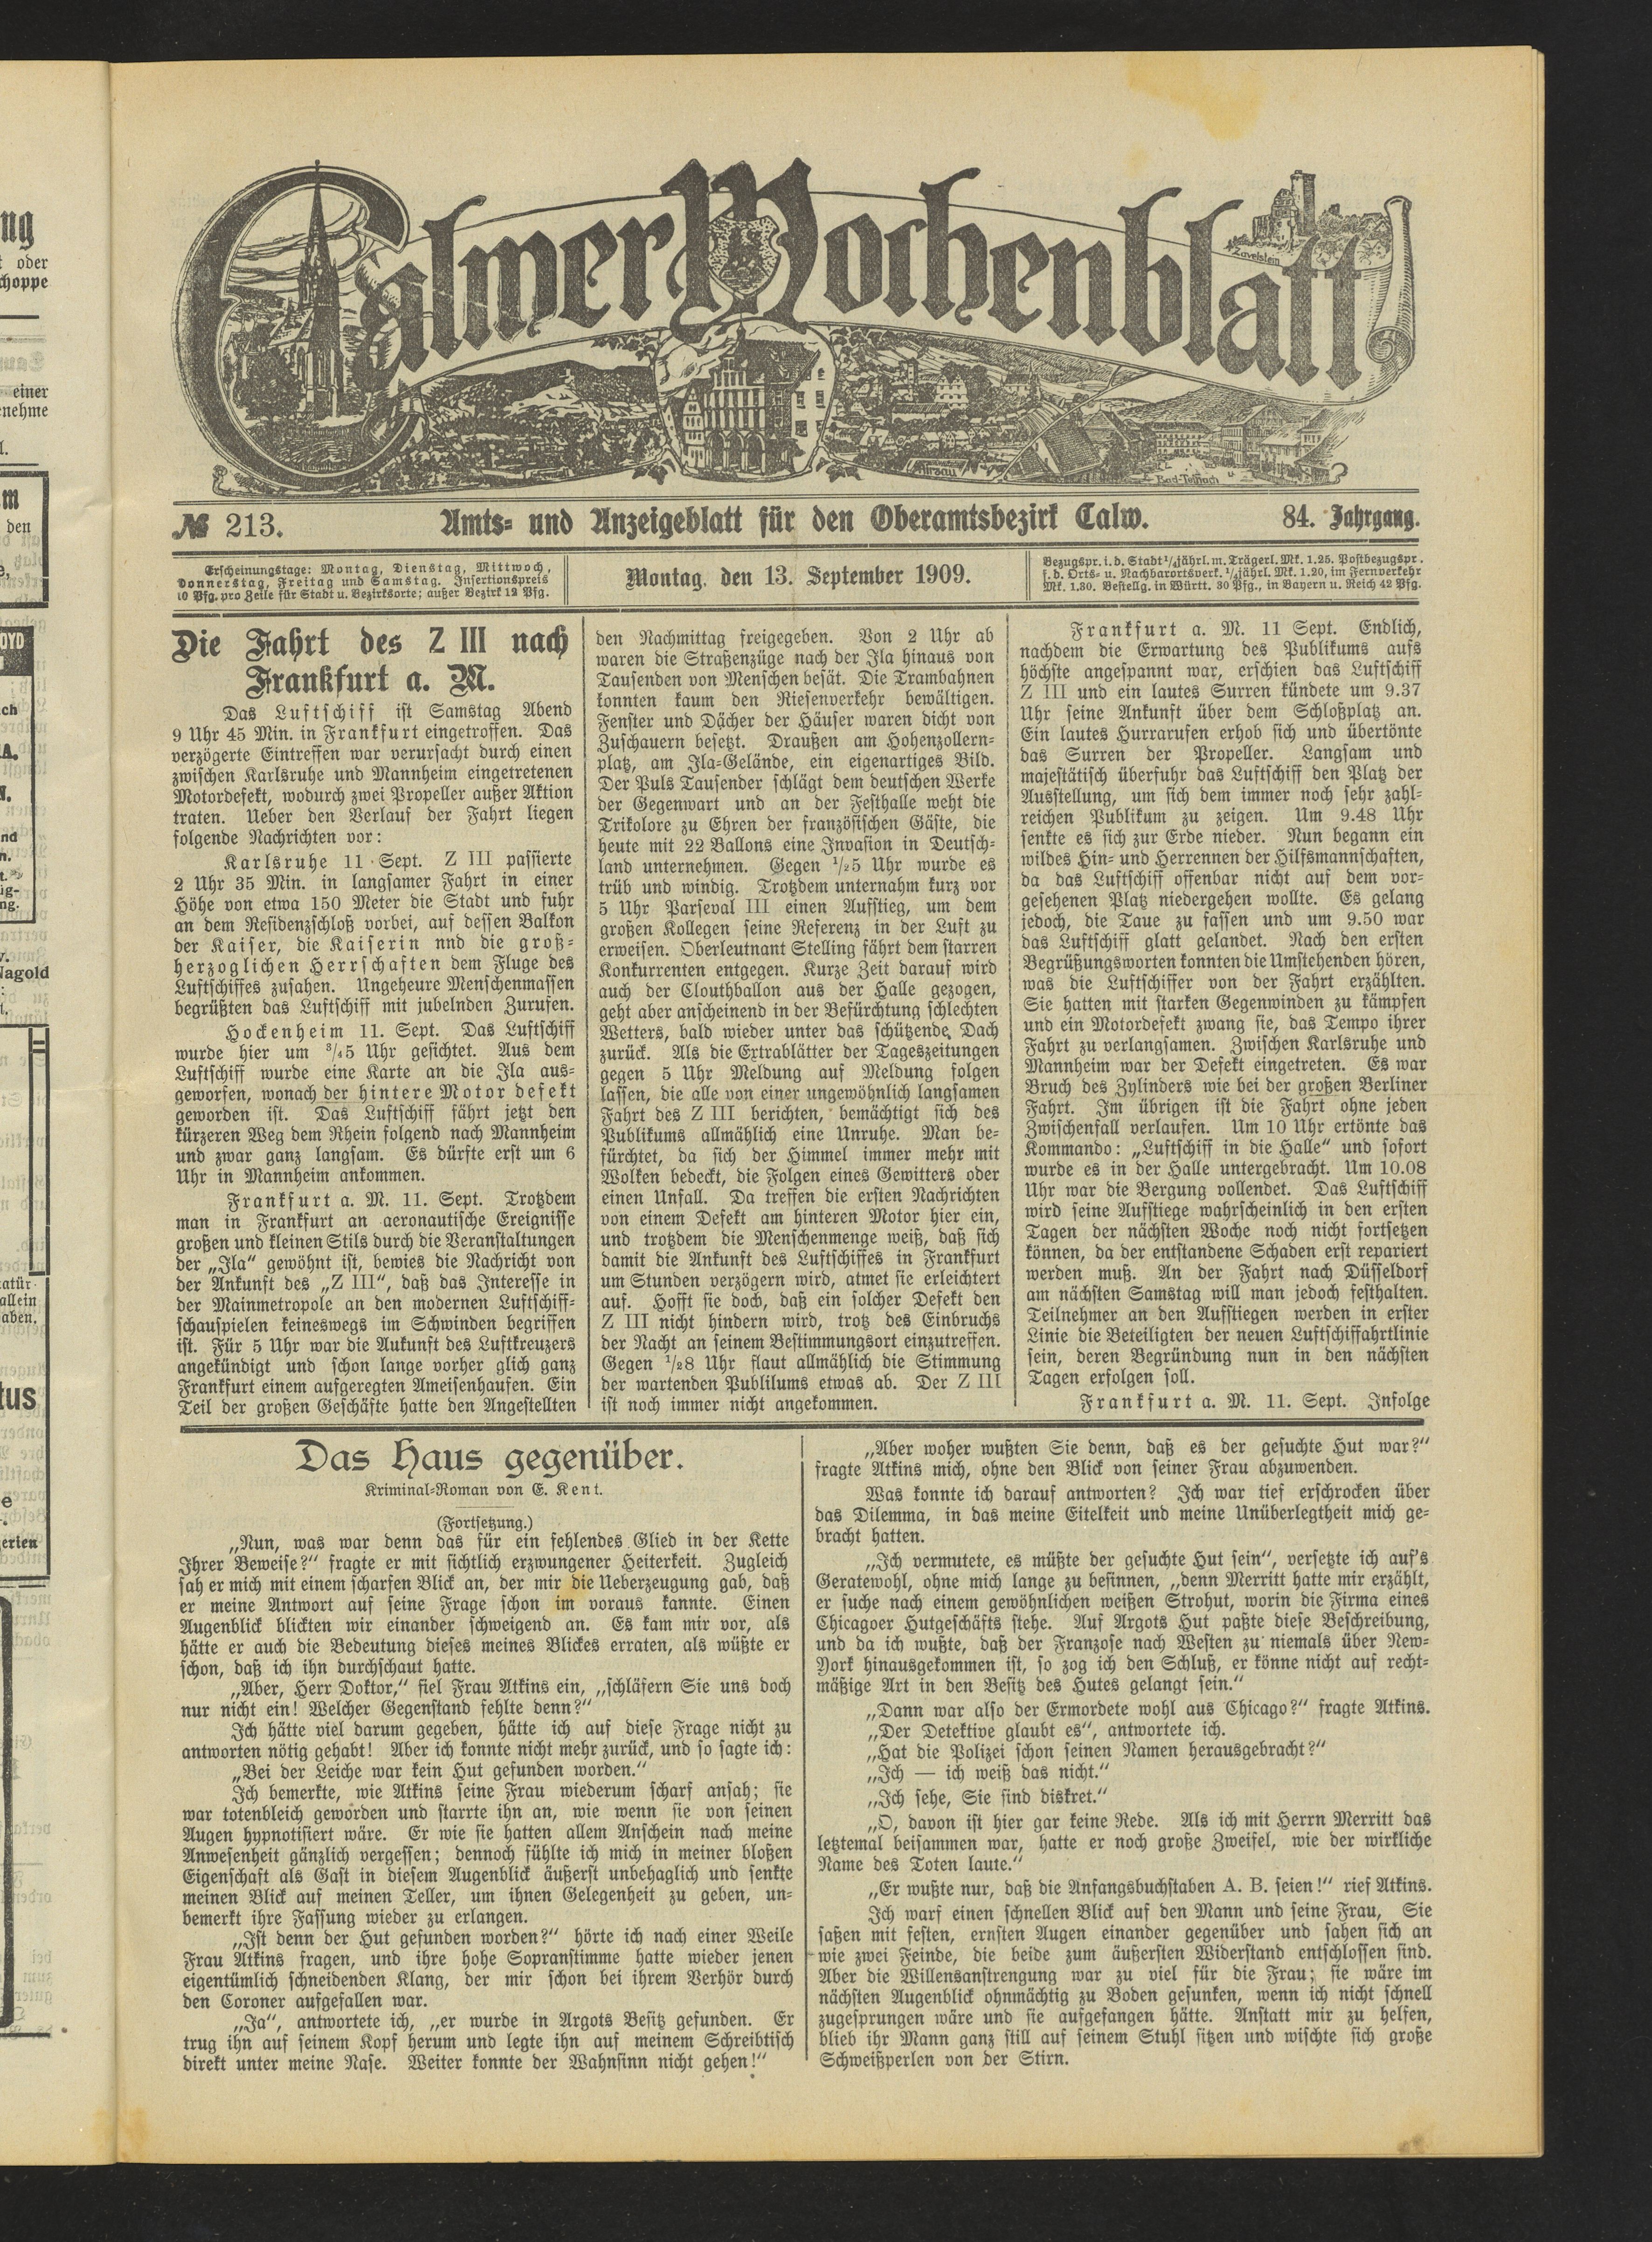 Calwer Wochenblatt
Zavelstein
Hirsau
Bad-Teinach
№ 213.
Amts- und Anzeigeblatt für den Oberamtsbezirk Calw.
84. Jahrgang.
Erscheinungstage: Montag, Dienstag, Mittwoch,
Donnerstag, Freitag und Samstag. Insertionspreis
10 Pfg. pro Zeile für Stadt u. Bezirksorte; außer Bezirk 12 Pfg.
Montag, den 13. September 1909.
Bezugspr. i. d. Stadt 1/4jährl. m. Trägerl. Mk. 1.25. Postbezugspr.
f. d. Orts- u. Nachbarortsverk. 1/4jährl. Mk. 1.20, im Fernverkehr
Mk. 1.30. Bestellg. in Württ. 30 Pfg., in Bayern u. Reich 42 Pfg.
Die Fahrt des Z III nach
Frankfurt a. M.
Das Luftschiff ist Samstag Abend
9 Uhr 45 Min. in Frankfurt eingetroffen. Das
verzögerte Eintreffen war verursacht durch einen
zwischen Karlsruhe und Mannheim eingetretenen
Motordefekt, wodurch zwei Propeller außer Aktion
traten. Ueber den Verlauf der Fahrt liegen
folgende Nachrichten vor:
Karlsruhe 11 Sept. Z III passierte
2 Uhr 35 Min. in langsamer Fahrt in einer
Höhe von etwa 150 Meter die Stadt und fuhr
an dem Residenzschloß vorbei, auf dessen Balkon
der Kaiser, die Kaiserin nnd die groß-
herzoglichen Herrschaften dem Fluge des
Luftschiffes zusahen. Ungeheure Menschenmassen
begrüßten das Luftschiff mit jubelnden Zurufen.
Hockenheim 11. Sept. Das Luftschiff
wurde hier um 3/45 Uhr gesichtet. Aus dem
Luftschiff wurde eine Karte an die Ila aus-
geworfen, wonach der hintere Motor defekt
geworden ist. Das Luftschiff fährt jetzt den
kürzeren Weg dem Rhein folgend nach Mannheim
und zwar ganz langsam. Es dürfte erst um 6
Uhr in Mannheim ankommen.
Frankfurt a. M. 11. Sept. Trotzdem
man in Frankfurt an aeronautische Ereignisse
großen und kleinen Stils durch die Veranstaltungen
der „Ila“ gewöhnt ist, bewies die Nachricht von
der Ankunft des „Z III“, daß das Interesse in
der Mainmetropole an den modernen Luftschiff-
schauspielen keineswegs im Schwinden begriffen
ist. Für 5 Uhr war die Aukunft des Luftkreuzers
angekündigt und schon lange vorher glich ganz
Frankfurt einem aufgeregten Ameisenhaufen. Ein
Teil der großen Geschäfte hatte den Angestellten
den Nachmittag freigegeben. Von 2 Uhr ab
waren die Straßenzüge nach der Ila hinaus von
Tausenden von Menschen besät. Die Trambahnen
konnten kaum den Riesenverkehr bewältigen.
Fenster und Dächer der Häuser waren dicht von
Zuschauern besetzt. Draußen am Hohenzollern-
platz, am Ila-Gelände, ein eigenartiges Bild.
Der Puls Tausender schlägt dem deutschen Werke
der Gegenwart und an der Festhalle weht die
Trikolore zu Ehren der französischen Gäste, die
heute mit 22 Ballons eine Invasion in Deutsch-
land unternehmen. Gegen 1/25 Uhr wurde es
trüb und windig. Trotzdem unternahm kurz vor
5 Uhr Parseval III einen Aufstieg, um dem
großen Kollegen seine Referenz in der Luft zu
erweisen. Oberleutnant Stelling fährt dem starren
Konkurrenten entgegen. Kurze Zeit darauf wird
auch der Clouthballon aus der Halle gezogen,
geht aber anscheinend in der Befürchtung schlechten
Wetters, bald wieder unter das schützende Dach
zurück. Als die Extrablätter der Tageszeitungen
gegen 5 Uhr Meldung auf Meldung folgen
lassen, die alle von einer ungewöhnlich langsamen
Fahrt des Z III berichten, bemächtigt sich des
Publikums allmählich eine Unruhe. Man be-
fürchtet, da sich der Himmel immer mehr mit
Wolken bedeckt, die Folgen eines Gewitters oder
einen Unfall. Da treffen die ersten Nachrichten
von einem Defekt am hinteren Motor hier ein,
und trotzdem die Menschenmenge weiß, daß sich
damit die Ankunft des Luftschiffes in Frankfurt
um Stunden verzögern wird, atmet sie erleichtert
auf. Hofft sie doch, daß ein solcher Defekt den
Z III nicht hindern wird, trotz des Einbruchs
der Nacht an seinem Bestimmungsort einzutreffen.
Gegen 1/28 Uhr flaut allmählich die Stimmung
der wartenden Publilums etwas ab. Der Z III
ist noch immer nicht angekommen.
Frankfurt a. M. 11 Sept. Endlich,
nachdem die Erwartung des Publikums aufs
höchste angespannt war, erschien das Luftschiff
Z III und ein lautes Surren kündete um 9.37
Uhr seine Ankunft über dem Schloßplatz an.
Ein lautes Hurrarufen erhob sich und übertönte
das Surren der Propeller. Langsam und
majestätisch überfuhr das Luftschiff den Platz der
Ausstellung, um sich dem immer noch sehr zahl-
reichen Publikum zu zeigen. Um 9.48 Uhr
senkte es sich zur Erde nieder. Nun begann ein
wildes Hin- und Herrennen der Hilfsmannschaften,
da das Luftschiff offenbar nicht auf dem vor-
gesehenen Platz niedergehen wollte. Es gelang
jedoch, die Taue zu fassen und um 9.50 war
das Luftschiff glatt gelandet. Nach den ersten
Begrüßungsworten konnten die Umstehenden hören,
was die Luftschiffer von der Fahrt erzählten.
Sie hatten mit starken Gegenwinden zu kämpfen
und ein Motordefekt zwang sie, das Tempo ihrer
Fahrt zu verlangsamen. Zwischen Karlsruhe und
Mannheim war der Defekt eingetreten. Es war
Bruch des Zylinders wie bei der großen Berliner
Fahrt. Im übrigen ist die Fahrt ohne jeden
Zwischenfall verlaufen. Um 10 Uhr ertönte das
Kommando: „Luftschiff in die Halle“ und sofort
wurde es in der Halle untergebracht. Um 10.08
Uhr war die Bergung vollendet. Das Luftschiff
wird seine Aufstiege wahrscheinlich in den ersten
Tagen der nächsten Woche noch nicht fortsetzen
können, da der entstandene Schaden erst repariert
werden muß. An der Fahrt nach Düsseldorf
am nächsten Samstag will man jedoch festhalten.
Teilnehmer an den Aufstiegen werden in erster
Linie die Beteiligten der neuen Luftschiffahrtlinie
sein, deren Begründung nun in den nächsten
Tagen erfolgen soll.
Frankfurt a. M. 11. Sept. Infolge
Das Haus gegenüber.
Kriminal-Roman von E. Kent.
(Fortsetzung.)
„Nun, was war denn das für ein fehlendes Glied in der Kette
Ihrer Beweise?“ fragte er mit sichtlich erzwungener Heiterkeit. Zugleich
sah er mich mit einem scharfen Blick an, der mir die Ueberzeugung gab, daß
er meine Antwort auf seine Frage schon im voraus kannte. Einen
Augenblick blickten wir einander schweigend an. Es kam mir vor, als
hätte er auch die Bedeutung dieses meines Blickes erraten, als wüßte er
schon, daß ich ihn durchschaut hatte.
„Aber, Herr Doktor,“ fiel Frau Atkins ein, „schläfern Sie uns doch
nur nicht ein! Welcher Gegenstand fehlte denn?“
Ich hätte viel darum gegeben, hätte ich auf diese Frage nicht zu
antworten nötig gehabt! Aber ich konnte nicht mehr zurück, und so sagte ich:
„Bei der Leiche war kein Hut gefunden worden.“
Ich bemerkte, wie Atkins seine Frau wiederum scharf ansah; sie
war totenbleich geworden und starrte ihn an, wie wenn sie von seinen
Augen hypnotisiert wäre. Er wie sie hatten allem Anschein nach meine
Anwesenheit gänzlich vergessen; dennoch fühlte ich mich in meiner bloßen
Eigenschaft als Gast in diesem Augenblick äußerst unbehaglich und senkte
meinen Blick auf meinen Teller, um ihnen Gelegenheit zu geben, un-
bemerkt ihre Fassung wieder zu erlangen.
„Ist denn der Hut gefunden worden?“ hörte ich nach einer Weile
Frau Atkins fragen, und ihre hohe Sopranstimme hatte wieder jenen
eigentümlich schneidenden Klang, der mir schon bei ihrem Verhör durch
den Coroner aufgefallen war.
„Ja“, antwortete ich, „er wurde in Argots Besitz gefunden. Er
trug ihn auf seinem Kopf herum und legte ihn auf meinem Schreibtisch
direkt unter meine Nase. Weiter konnte der Wahnsinn nicht gehen!“
„Aber woher wußten Sie denn, daß es der gesuchte Hut war?“
fragte Atkins mich, ohne den Blick von seiner Frau abzuwenden.
Was konnte ich darauf antworten? Ich war tief erschrocken über
das Dilemma, in das meine Eitelkeit und meine Unüberlegtheit mich ge-
bracht hatten.
„Ich vermutete, es müßte der gesuchte Hut sein“, versetzte ich auf's
Geratewohl, ohne mich lange zu besinnen, „denn Merritt hatte mir erzählt,
er suche nach einem gewöhnlichen weißen Strohut, worin die Firma eines
Chicagoer Hutgeschäfts stehe. Auf Argots Hut paßte diese Beschreibung,
und da ich wußte, daß der Franzose nach Westen zu niemals über New-
York hinausgekommen ist, so zog ich den Schluß, er könne nicht auf recht-
mäßige Art in den Besitz des Hutes gelangt sein.“
„Dann war also der Ermordete wohl aus Chicago?“ fragte Atkins.
„Der Detektive glaubt es“, antwortete ich.
„Hat die Polizei schon seinen Namen herausgebracht?“
„Ich — ich weiß das nicht.“
„Ich sehe, Sie sind diskret.“
„O, davon ist hier gar keine Rede. Als ich mit Herrn Merritt das
letztemal beisammen war, hatte er noch große Zweifel, wie der wirkliche
Name des Toten laute.“
„Er wußte nur, daß die Anfangsbuchstaben A. B. seien!“ rief Atkins.
Ich warf einen schnellen Blick auf den Mann und seine Frau, Sie
saßen mit festen, ernsten Augen einander gegenüber und sahen sich an
wie zwei Feinde, die beide zum äußersten Widerstand entschlossen sind.
Aber die Willensanstrengung war zu viel für die Frau; sie wäre im
nächsten Augenblick ohnmächtig zu Boden gesunken, wenn ich nicht schnell
zugesprungen wäre und sie aufgefangen hätte. Anstatt mir zu helfen,
blieb ihr Mann ganz still auf seinem Stuhl sitzen und wischte sich große
Schweißperlen von der Stirn.